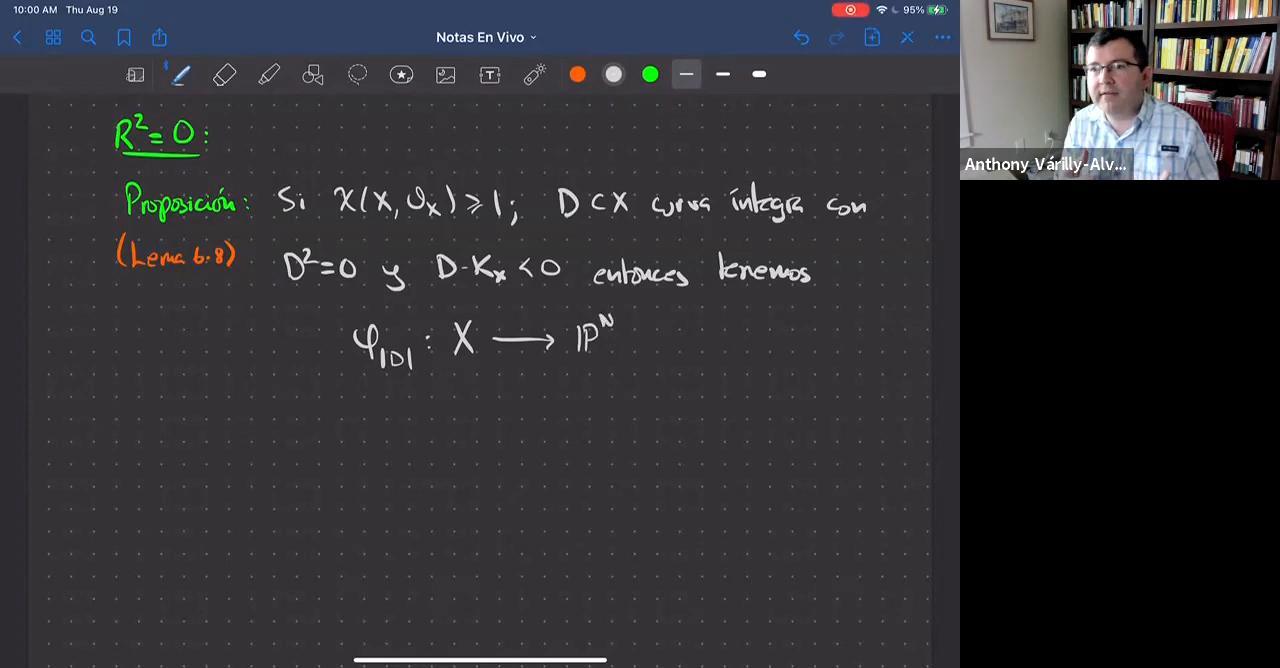 10:00 AM Thu Aug 19
95%
Notas En Vivo
Anthony Várilly-Alv...
R² = 0 :
Proposición: Si χ(X, O_X) ⩾ 1; D ⊂ X curva íntegra con
(Lema 6.8) D² = 0 y D·K_X < 0 entonces tenemos
φ_|D| : X ⟶ ℙᴺ